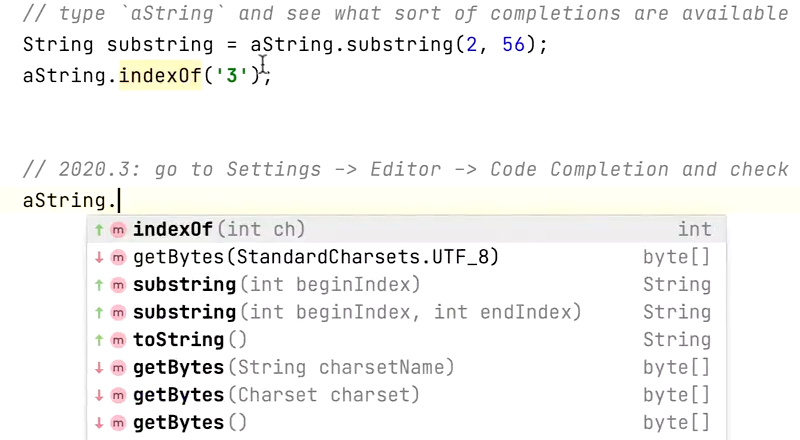 // type `aString` and see what sort of completions are available
String substring = aString.substring(2, 56);
aString.indexOf('3');
// 2020.3: go to Settings -> Editor -> Code Completion and check
aString.
↑ m indexOf(int ch) int
↓ m getBytes(StandardCharsets.UTF_8) byte[]
↑ m substring(int beginIndex) String
↑ m substring(int beginIndex, int endIndex) String
↑ m toString() String
↓ m getBytes(String charsetName) byte[]
↓ m getBytes(Charset charset) byte[]
↓ m getBytes() byte[]